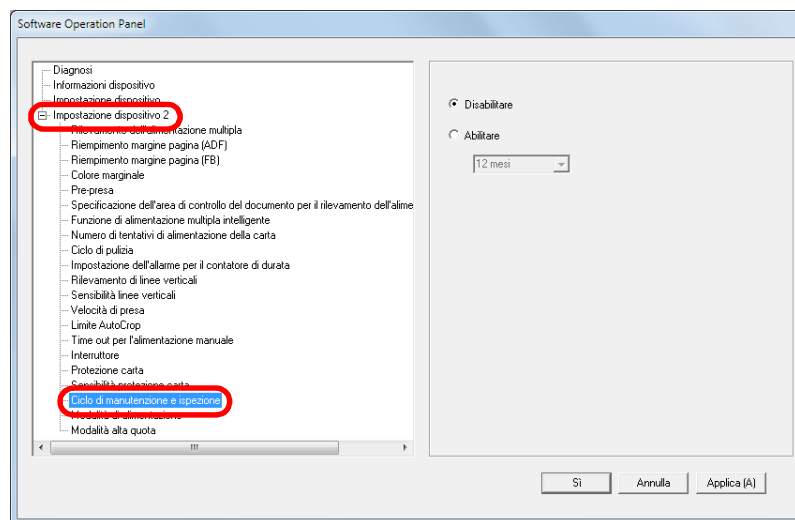 Software Operation Panel
Diagnosi
Informazioni dispositivo
Impostazione dispositivo
Impostazione dispositivo 2
Rilevamento dell'alimentazione multipla
Riempimento margine pagina (ADF)
Riempimento margine pagina (FB)
Colore marginale
Pre-presa
Specificazione dell'area di controllo del documento per il rilevamento dell'alime
Funzione di alimentazione multipla intelligente
Numero di tentativi di alimentazione della carta
Ciclo di pulizia
Impostazione dell'allarme per il contatore di durata
Rilevamento di linee verticali
Sensibilità linee verticali
Velocità di presa
Limite AutoCrop
Time out per l'alimentazione manuale
Interruttore
Protezione carta
Sensibilità protezione carta
Ciclo di manutenzione e ispezione
Modalità di alimentazione
Modalità alta quota
Disabilitare
Abilitare
12 mesi
Sì
Annulla
Applica (A)